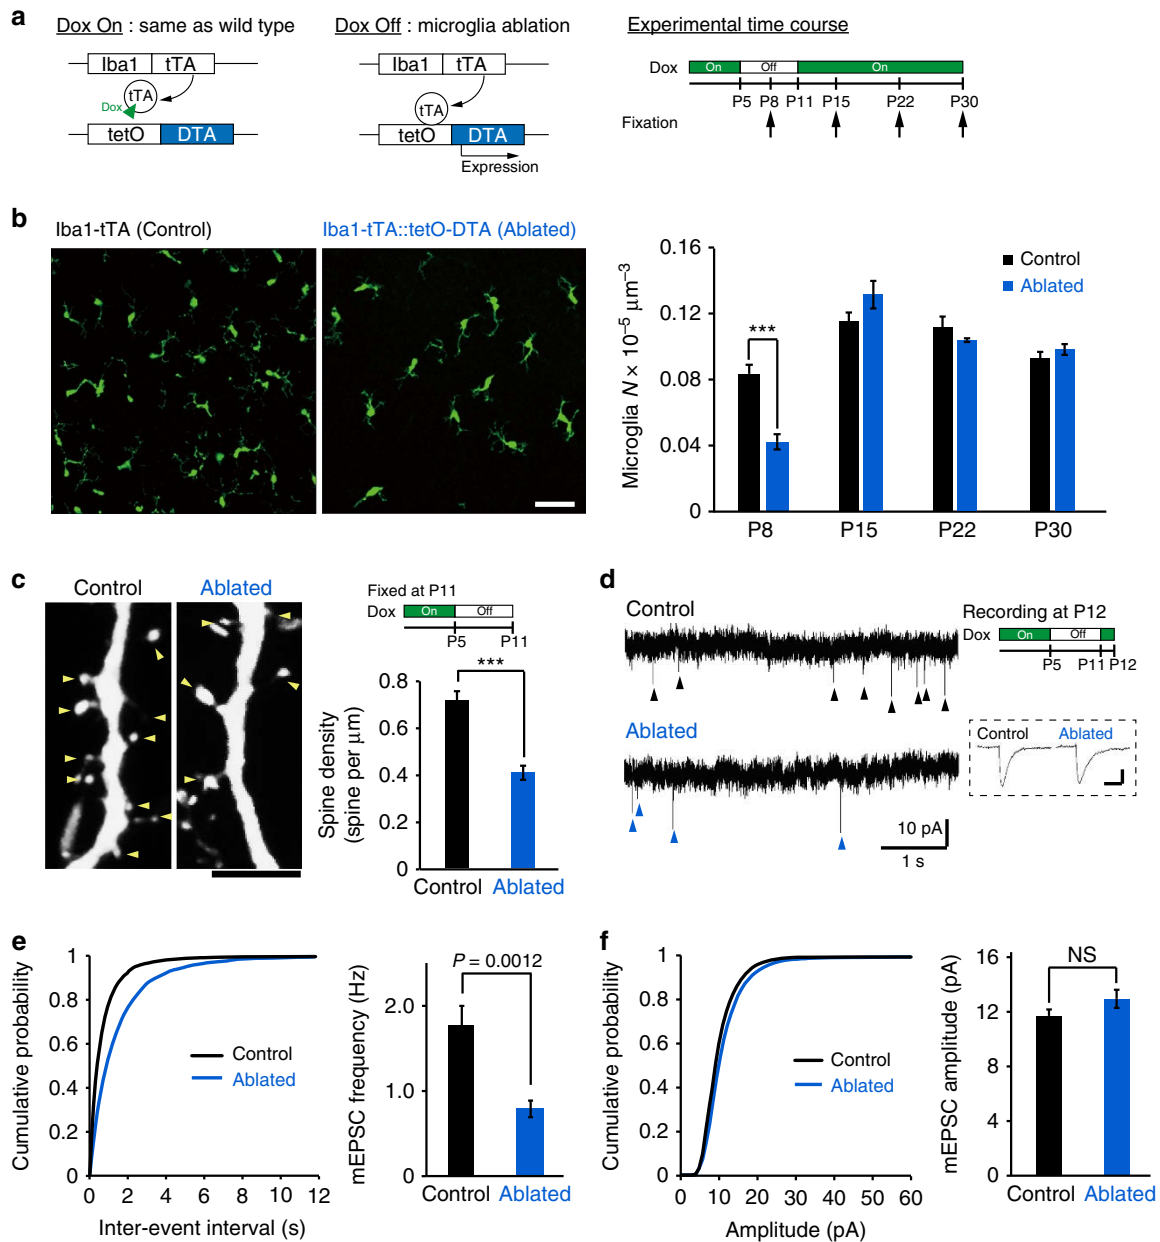 a
Dox On : same as wild type
Dox Off : microglia ablation
Experimental time course
Iba1 tTA
tTA
Dox
tetO DTA
Iba1 tTA
tTA
tetO DTA
Expression
Dox On Off On
P5 P8 P11 P15 P22 P30
Fixation
b
Iba1-tTA (Control)
Iba1-tTA::tetO-DTA (Ablated)
Microglia N × 10⁻⁵ μm⁻³
0.16
0.12
0.08
0.04
0
***
Control
Ablated
P8 P15 P22 P30
c
Control Ablated
Fixed at P11
Dox On Off
P5 P11
Spine density
(spine per μm)
0.8
0.6
0.4
0.2
0
***
Control Ablated
d
Control
Ablated
10 pA
1 s
Recording at P12
Dox On Off
P5 P11 P12
Control Ablated
e
Cumulative probability
1
0.8
0.6
0.4
0.2
0
Control
Ablated
0 2 4 6 8 10 12
Inter-event interval (s)
mEPSC frequency (Hz)
2.0
1.0
0
P = 0.0012
Control Ablated
f
Cumulative probability
1
0.8
0.6
0.4
0.2
0
Control
Ablated
0 10 20 30 40 50 60
Amplitude (pA)
mEPSC amplitude (pA)
16
12
8
4
0
NS
Control Ablated